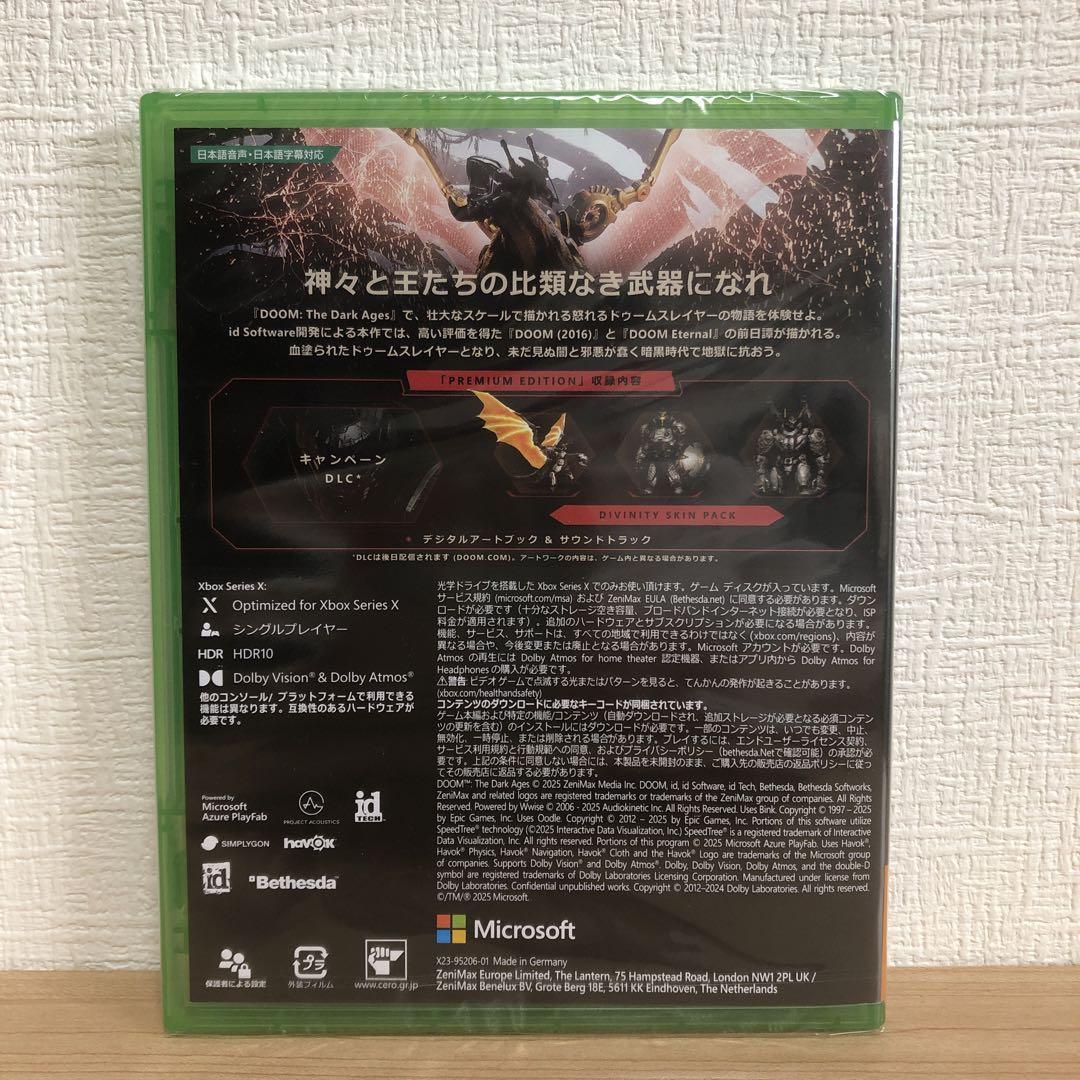 日本語音声・日本語字幕対応
神々と王たちの比類なき武器になれ
『DOOM: The Dark Ages』で、壮大なスケールで描かれる怒れるドゥームスレイヤーの物語を体験せよ。
id Software開発による本作では、高い評価を得た『DOOM (2016)』と『DOOM Eternal』の前日譚が描かれる。
血塗られたドゥームスレイヤーとなり、未だ見ぬ闇と邪悪が蠢く暗黒時代で地獄に抗おう。
「PREMIUM EDITION」収録内容
キャンペーン
DLC*
DIVINITY SKIN PACK
デジタルアートブック & サウンドトラック
*DLCは後日配信されます (DOOM.COM)。アートワークの内容は、ゲーム内と異なる場合があります。
Xbox Series X:
Optimized for Xbox Series X
シングルプレイヤー
HDR HDR10
Dolby Vision® & Dolby Atmos®
他のコンソール/ プラットフォームで利用できる
機能は異なります。互換性のあるハードウェアが
必要です。
光学ドライブを搭載した Xbox Series X でのみお使い頂けます。ゲーム ディスクが入っています。Microsoft
サービス規約 (microsoft.com/msa) および ZeniMax EULA (Bethesda.net) に同意する必要があります。ダウン
ロードが必要です（十分なストレージ空き容量、ブロードバンドインターネット接続が必要となり、ISP
料金が適用されます）。追加のハードウェアとサブスクリプションが必要になる場合があります。
機能、サービス、サポートは、すべての地域で利用できるわけではなく (xbox.com/regions)、内容が
異なる場合や、今後変更または廃止となる場合があります。Microsoft アカウントが必要です。Dolby
Atmos の再生には Dolby Atmos for home theater 認定機器、またはアプリ内から Dolby Atmos for
Headphones の購入が必要です。
⚠警告: ビデオ ゲームで点滅する光またはパターンを見ると、てんかんの発作が起きることがあります。
(xbox.com/healthandsafety)
コンテンツのダウンロードに必要なキーコードが同梱されています。
ゲーム本編および特定の機能/コンテンツ（自動ダウンロードされ、追加ストレージが必要となる必須コンテン
ツの更新を含む）のインストールにはダウンロードが必要です。一部のコンテンツは、いつでも変更、中止、
無効化、一時停止、または削除される場合があります。プレイするには、エンドユーザーライセンス契約、
サービス利用規約と行動規範への同意、およびプライバシーポリシー（bethesda.Netで確認可能）の承認が必
要です。上記の条件に同意しない場合には、本製品を未開封のまま、ご購入先の販売店の返品ポリシーに従っ
てその販売店に返品する必要があります。
DOOM™: The Dark Ages © 2025 ZeniMax Media Inc. DOOM, id, id Software, id Tech, Bethesda, Bethesda Softworks,
ZeniMax and related logos are registered trademarks or trademarks of the ZeniMax group of companies. All Rights
Reserved. Powered by Wwise © 2006 - 2025 Audiokinetic Inc. All Rights Reserved. Uses Bink. Copyright © 1997 – 2025
by Epic Games, Inc. Uses Oodle. Copyright © 2012 – 2025 by Epic Games, Inc. Portions of this software utilize
SpeedTree® technology (©2025 Interactive Data Visualization, Inc.) SpeedTree® is a registered trademark of Interactive
Data Visualization, Inc. All rights reserved. Portions of this program © 2025 Microsoft Azure PlayFab. Uses Havok®,
Havok® Physics, Havok® Navigation, Havok® Cloth and the Havok® Logo are trademarks of the Microsoft group
of companies. Supports Dolby Vision® and Dolby Atmos®. Dolby, Dolby Vision, Dolby Atmos, and the double-D
symbol are registered trademarks of Dolby Laboratories Licensing Corporation. Manufactured under license from
Dolby Laboratories. Confidential unpublished works. Copyright © 2012–2024 Dolby Laboratories. All rights reserved.
©/TM/® 2025 Microsoft.
Powered by
Microsoft
Azure PlayFab
PROJECT ACOUSTICS
id
TECH
SIMPLYGON
havok
id
Bethesda
Microsoft
X23-95206-01 Made in Germany
ZeniMax Europe Limited, The Lantern, 75 Hampstead Road, London NW1 2PL UK /
ZeniMax Benelux BV, Grote Berg 18E, 5611 KK Eindhoven, The Netherlands
保護者による設定
プラ
外装フィルム
www.cero.gr.jp